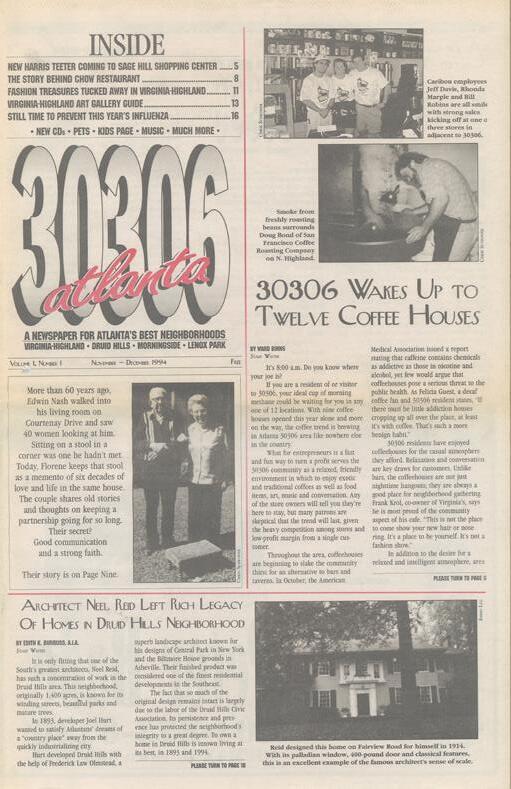 INSIDE
NEW HARRIS TEETER COMING TO SAGE HILL SHOPPING CENTER ..... 5
THE STORY BEHIND CHOW RESTAURANT ..... 8
FASHION TREASURES TUCKED AWAY IN VIRGINIA-HIGHLAND ..... 11
VIRGINIA-HIGHLAND ART GALLERY GUIDE ..... 13
STILL TIME TO PREVENT THIS YEAR'S INFLUENZA ..... 16
• NEW CDs • PETS • KIDS PAGE • MUSIC • MUCH MORE •
30306
atlanta
A NEWSPAPER FOR ATLANTA'S BEST NEIGHBORHOODS
VIRGINIA-HIGHLAND • DRUID HILLS • MORNINGSIDE • LENOX PARK
VOLUME 1, NUMBER 1 NOVEMBER – DECEMBER 1994 FREE
Caribou employees
Jeff Davis, Rhonda
Marple and Bill
Robins are all smiles
with strong sales
kicking off at one o
three stores in
adjacent to 30306.
Smoke from
freshly roasting
beans surrounds
Doug Bond of San
Francisco Coffee
Roasting Company
on N. Highland.
30306 WAKES UP TO
TWELVE COFFEE HOUSES
BY WARD BINNS
STAFF WRITER
It's 8:00 a.m. Do you know where
your joe is?
If you are a resident of or visitor
to 30306, your ideal cup of morning
methane could be waiting for you in any
one of 12 locations. With nine coffee
houses opened this year alone and more
on the way, the coffee trend is brewing
in Atlanta 30306 area like nowhere else
in the country.
What for entrepreneurs is a fast
and fun way to turn a profit serves the
30306 community as a relaxed, friendly
environment in which to enjoy exotic
and traditional coffees as well as food
items, art, music and conversation. Any
of the store owners will tell you they're
here to stay, but many patrons are
skeptical that the trend will last, given
the heavy competition among stores and
low-profit margin from a single cus-
tomer.
Throughout the area, coffeehouses
are beginning to slake the community
thirst for an alternative to bars and
taverns. In October, the American
Medical Association issued a report
stating that caffeine contains chemicals
as addictive as those in nicotine and
alcohol, yet few would argue that
coffeehouses pose a serious threat to the
public health. As Felicia Guest, a decaf
coffee fan and 30306 resident states, "If
there must be little addiction houses
cropping up all over the place, at least
it's with coffee. That's such a more
benign habit."
30306 residents have enjoyed
coffeehouses for the casual atmosphere
they afford. Relaxation and conversation
are key draws for customers. Unlike
bars, the coffeehouses are not just
nighttime hangouts; they are always a
good place for neighborhood gathering.
Frank Krol, co-owner of Virginia's, says
he is most proud of the community
aspect of his cafe. "This is not the place
to come show your new hair or nose
ring. It's a place to be yourself. It's not a
fashion show."
In addition to the desire for a
relaxed and intelligent atmosphere, area
PLEASE TURN TO PAGE
More than 60 years ago,
Edwin Nash walked into
his living room on
Courtenay Drive and saw
40 women looking at him.
Sitting on a stool in a
corner was one he hadn't met.
Today, Florene keeps that stool
as a memento of six decades of
love and life in the same house.
The couple shares old stories
and thoughts on keeping a
partnership going for so long.
Their secret?
Good communication
and a strong faith.
Their story is on Page Nine.
ARCHITECT NEEL REID LEFT RICH LEGACY
OF HOMES IN DRUID HILLS NEIGHBORHOOD
BY EDITH K. BURBUSS, A.I.A.
STAFF WRITER
It is only fitting that one of the
South's greatest architects, Neel Reid,
has such a concentration of work in the
Druid Hills area. This neighborhood,
originally 1,400 acres, is known for its
winding streets, beautiful parks and
mature trees.
In 1893, developer Joel Hurt
wanted to satisfy Atlantans' dreams of
a "country place" away from the
quickly industrializing city.
Hurt developed Druid Hills with
the help of Frederick Law Olmstead, a
superb landscape architect known for
his designs of Central Park in New York
and the Biltmore House grounds in
Asheville. Their finished product was
considered one of the finest residential
developments in the Southeast.
The fact that so much of the
original design remains intact is largely
due to the labor of the Druid Hills Civic
Association. Its persistence and pres-
ence has protected the neighborhood's
integrity to a great degree. To own a
home in Druid Hills is innown living at
its best, in 1893 and 1994.
PLEASE TURN TO PAGE 10
Reid designed this home on Fairview Road for himself in 1914.
With its palladian window, 400-pound door and classical features,
this is an excellent example of the famous architect's sense of scale.